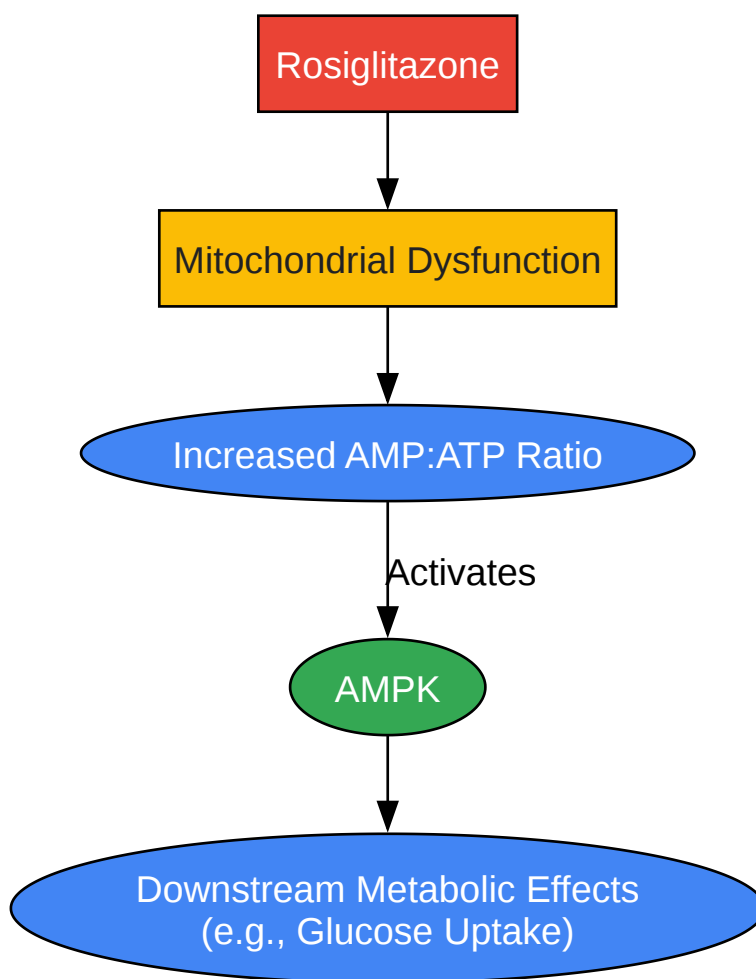 Rosiglitazone
Mitochondrial Dysfunction
Increased AMP:ATP Ratio
Activates
AMPK
Downstream Metabolic Effects
(e.g., Glucose Uptake)